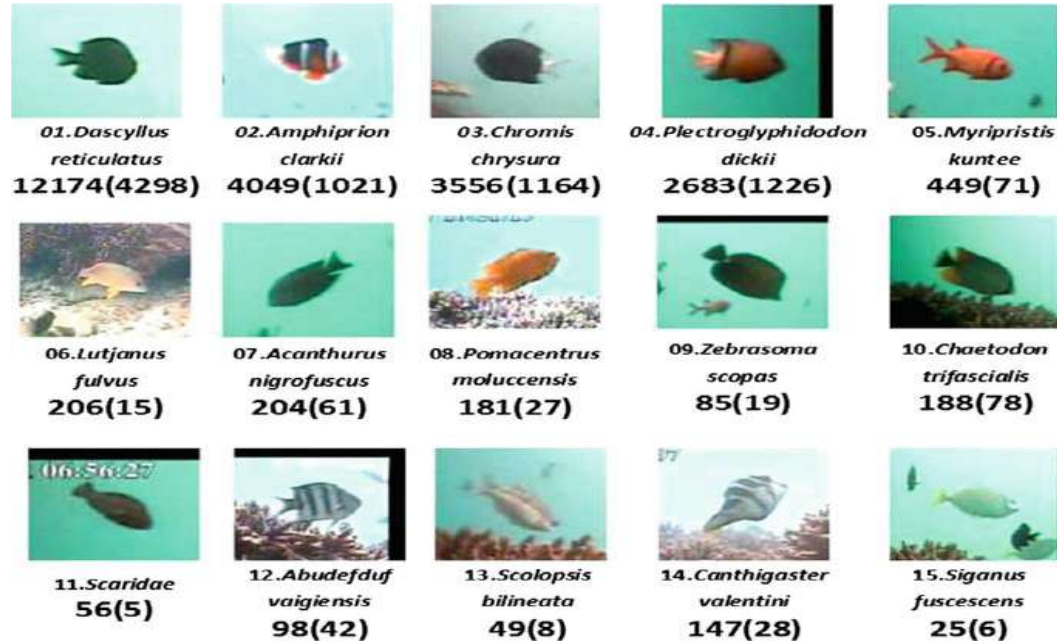 01.Dascyllus
reticulatus
12174(4298)
02.Amphiprion
clarkii
4049(1021)
03.Chromis
chrysura
3556(1164)
04.Plectroglyphidodon
dickii
2683(1226)
05.Myripristis
kuntee
449(71)
06.Lutjanus
fulvus
206(15)
07.Acanthurus
nigrofuscus
204(61)
08.Pomacentrus
moluccensis
181(27)
09.Zebrasoma
scopas
85(19)
10.Chaetodon
trifascialis
188(78)
06:56:27
11.Scaridae
56(5)
12.Abudefduf
vaigiensis
98(42)
13.Scolopsis
bilineata
49(8)
14.Canthigaster
valentini
147(28)
15.Siganus
fuscescens
25(6)